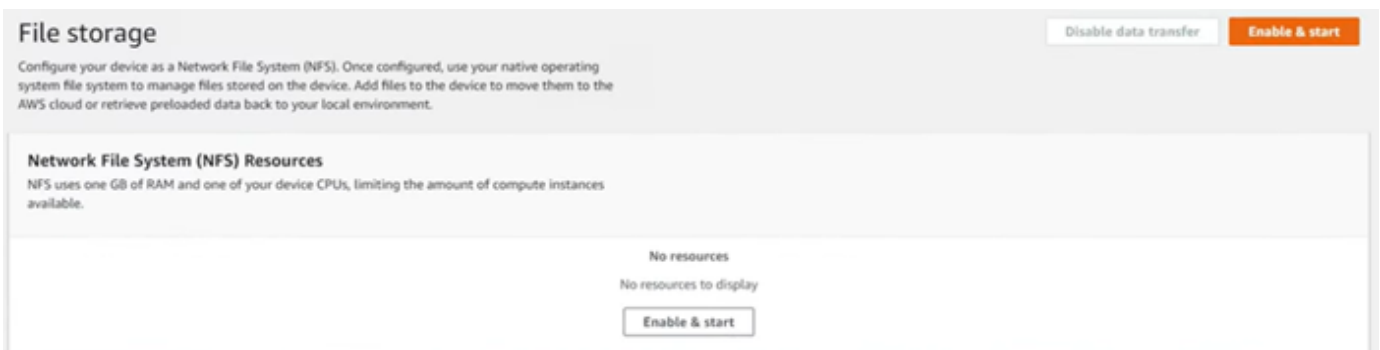 File storage
Disable data transfer
Enable & start
Configure your device as a Network File System (NFS). Once configured, use your native operating
system file system to manage files stored on the device. Add files to the device to move them to the
AWS cloud or retrieve preloaded data back to your local environment.
Network File System (NFS) Resources
NFS uses one GB of RAM and one of your device CPUs, limiting the amount of compute instances
available.
No resources
No resources to display
Enable & start